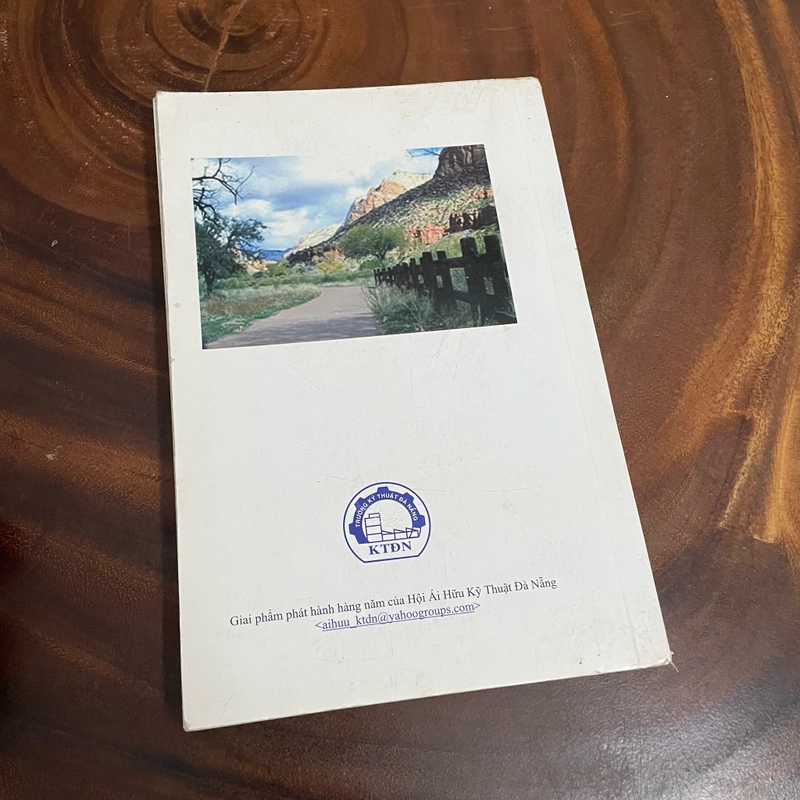 TRƯỜNG KỸ THUẬT ĐÀ NẴNG
KTĐN
Giai phẩm phát hành hàng năm của Hội Ái Hữu Kỹ Thuật Đà Nẵng
<aihuu_ktdn@yahoogroups.com>